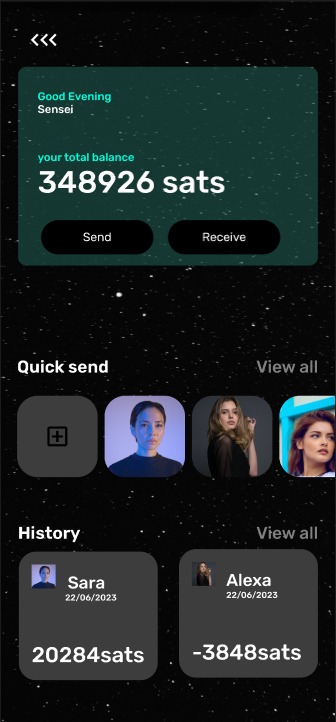 Good Evening
Sensei
your total balance
348926 sats
Send
Receive
Quick send
View all
History
View all
Sara
22/06/2023
20284sats
Alexa
22/06/2023
-3848sats